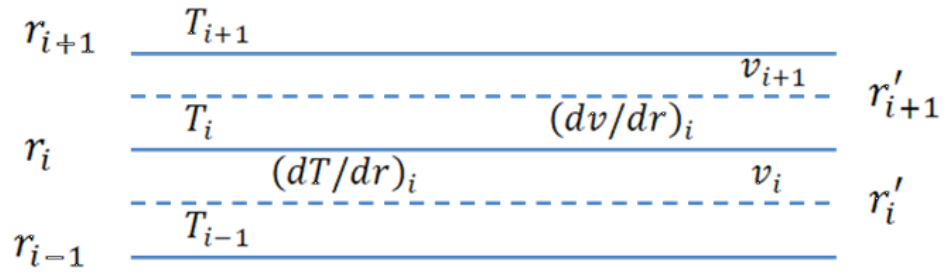 r_{i+1} T_{i+1}
v_{i+1} r'_{i+1}
T_i (dv/dr)_i
r_i
(dT/dr)_i v_i r'_i
T_{i-1}
r_{i-1}